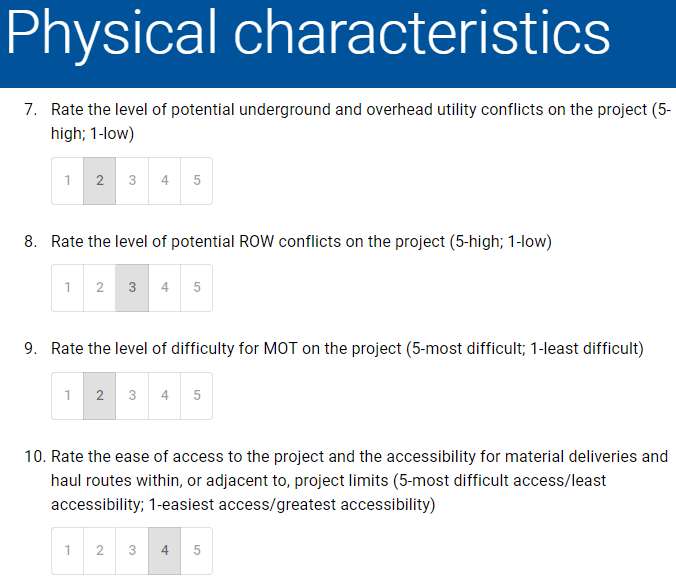 Physical characteristics
7. Rate the level of potential underground and overhead utility conflicts on the project (5-
high; 1-low)
1 2 3 4 5
8. Rate the level of potential ROW conflicts on the project (5-high; 1-low)
1 2 3 4 5
9. Rate the level of difficulty for MOT on the project (5-most difficult; 1-least difficult)
1 2 3 4 5
10. Rate the ease of access to the project and the accessibility for material deliveries and
haul routes within, or adjacent to, project limits (5-most difficult access/least
accessibility; 1-easiest access/greatest accessibility)
1 2 3 4 5